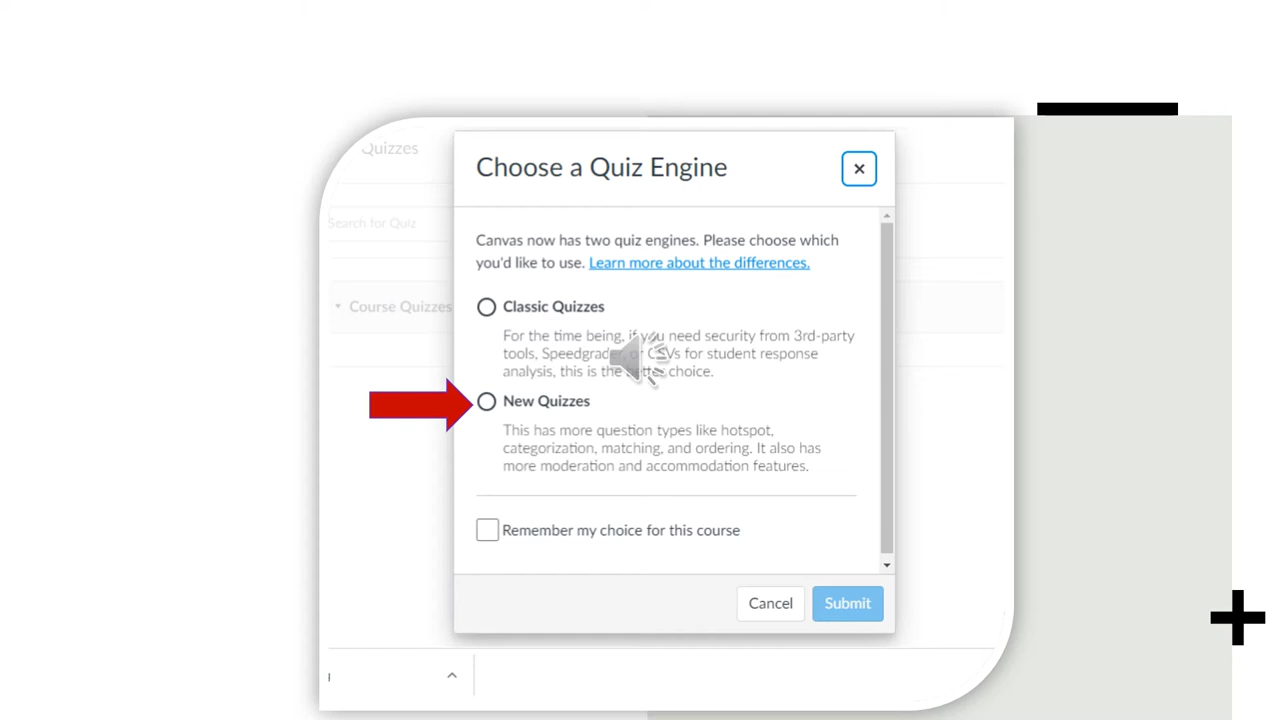 Quizzes
Choose a Quiz Engine
Search for Quiz
Canvas now has two quiz engines. Please choose which
you'd like to use. Learn more about the differences.
Course Quizzes
Classic Quizzes
For the time being, if you need security from 3rd-party
tools, Speedgrader, or CSVs for student response
analysis, this is the better choice.
New Quizzes
This has more question types like hotspot,
categorization, matching, and ordering. It also has
more moderation and accommodation features.
Remember my choice for this course
Cancel
Submit